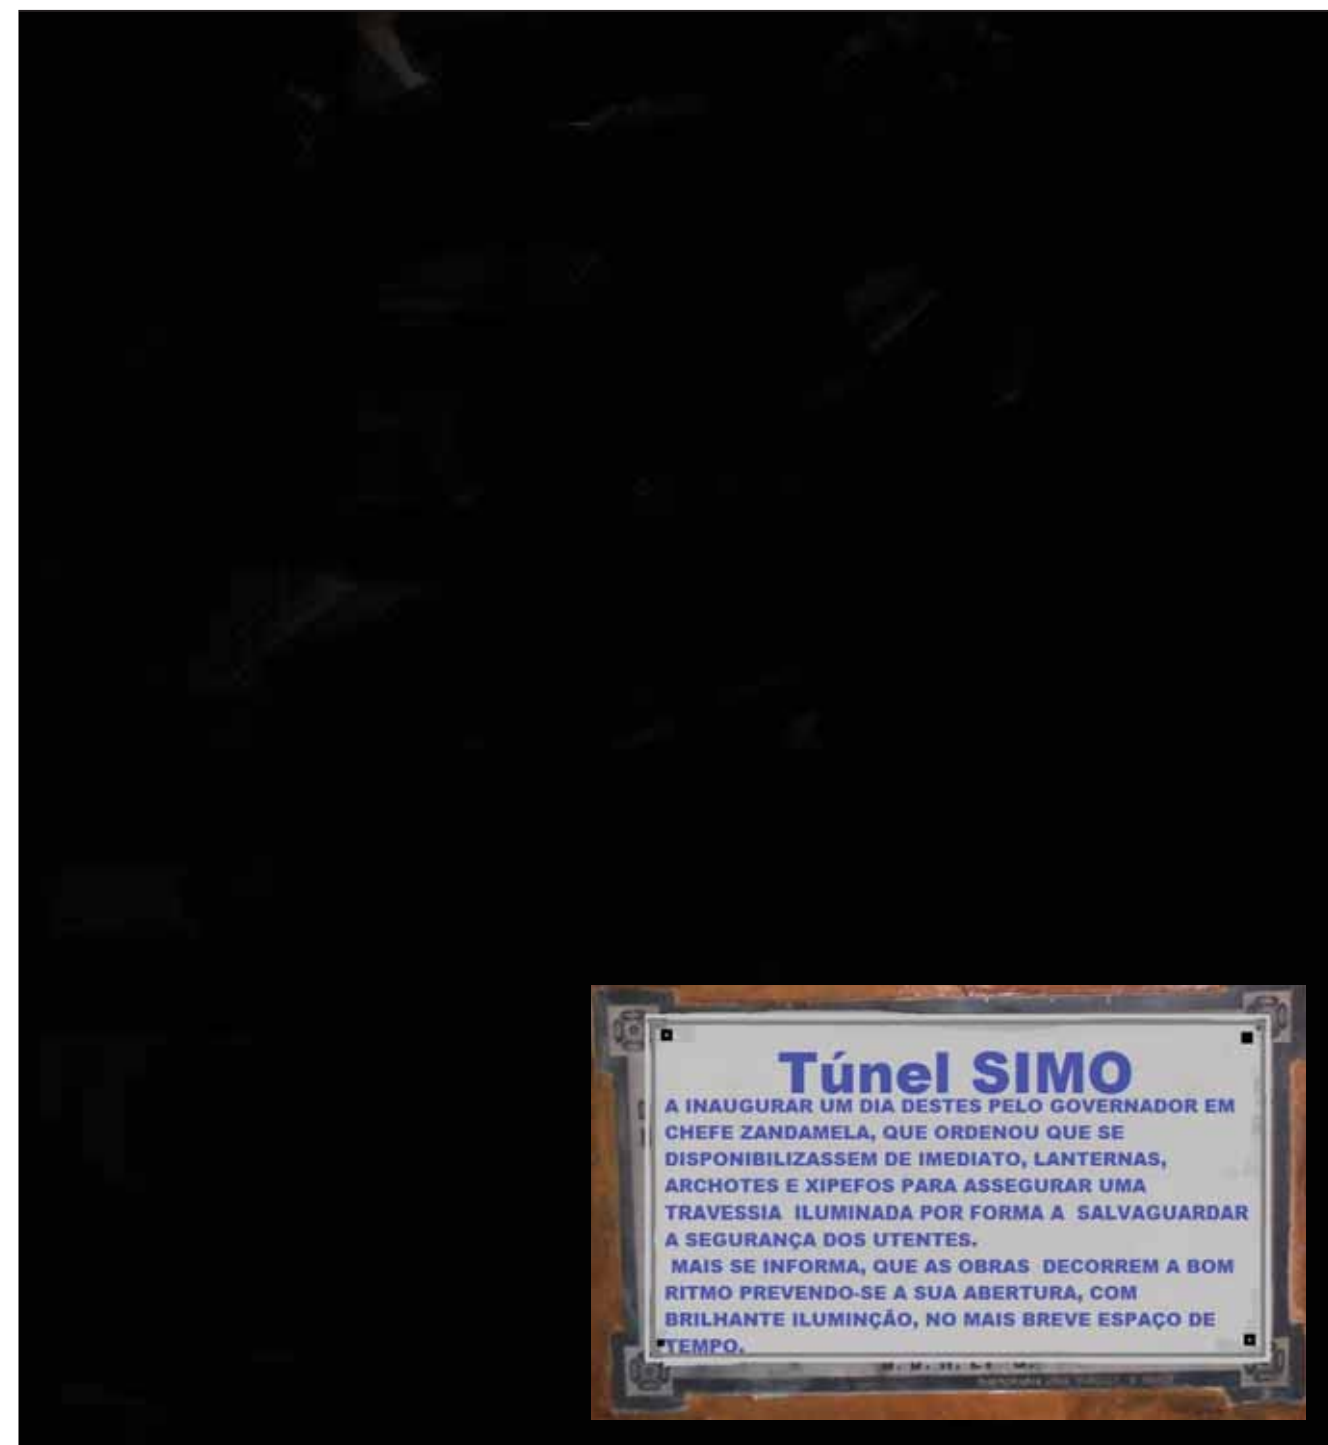 Túnel SIMO
A INAUGURAR UM DIA DESTES PELO GOVERNADOR EM
CHEFE ZANDAMELA, QUE ORDENOU QUE SE
DISPONIBILIZASSEM DE IMEDIATO, LANTERNAS,
ARCHOTES E XIPEFOS PARA ASSEGURAR UMA
TRAVESSIA ILUMINADA POR FORMA A SALVAGUARDAR
A SEGURANÇA DOS UTENTES.
MAIS SE INFORMA, QUE AS OBRAS DECORREM A BOM
RITMO PREVENDO-SE A SUA ABERTURA, COM
BRILHANTE ILUMINÇÃO, NO MAIS BREVE ESPAÇO DE
TEMPO.